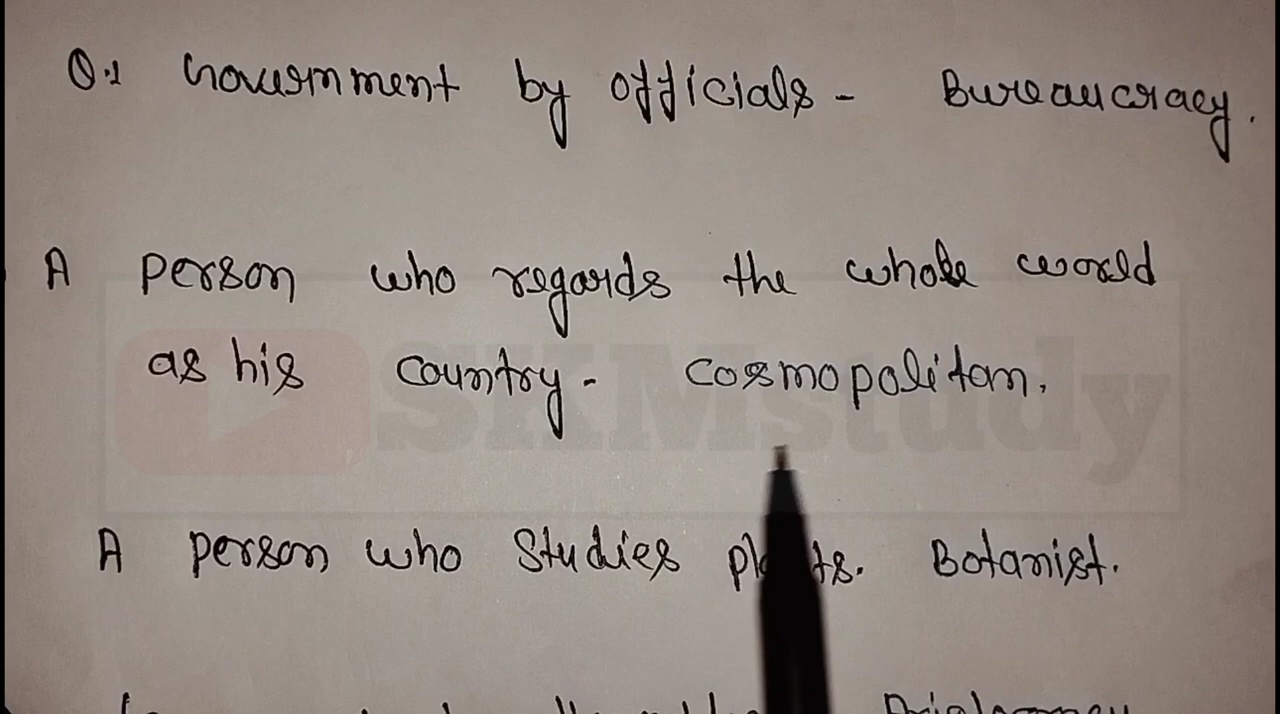 Q.1 Government by officials - Bureaucracy.
A person who regards the whole world
as his country - Cosmopolitan.
SKMstudy
A person who Studies plants. Botanist.